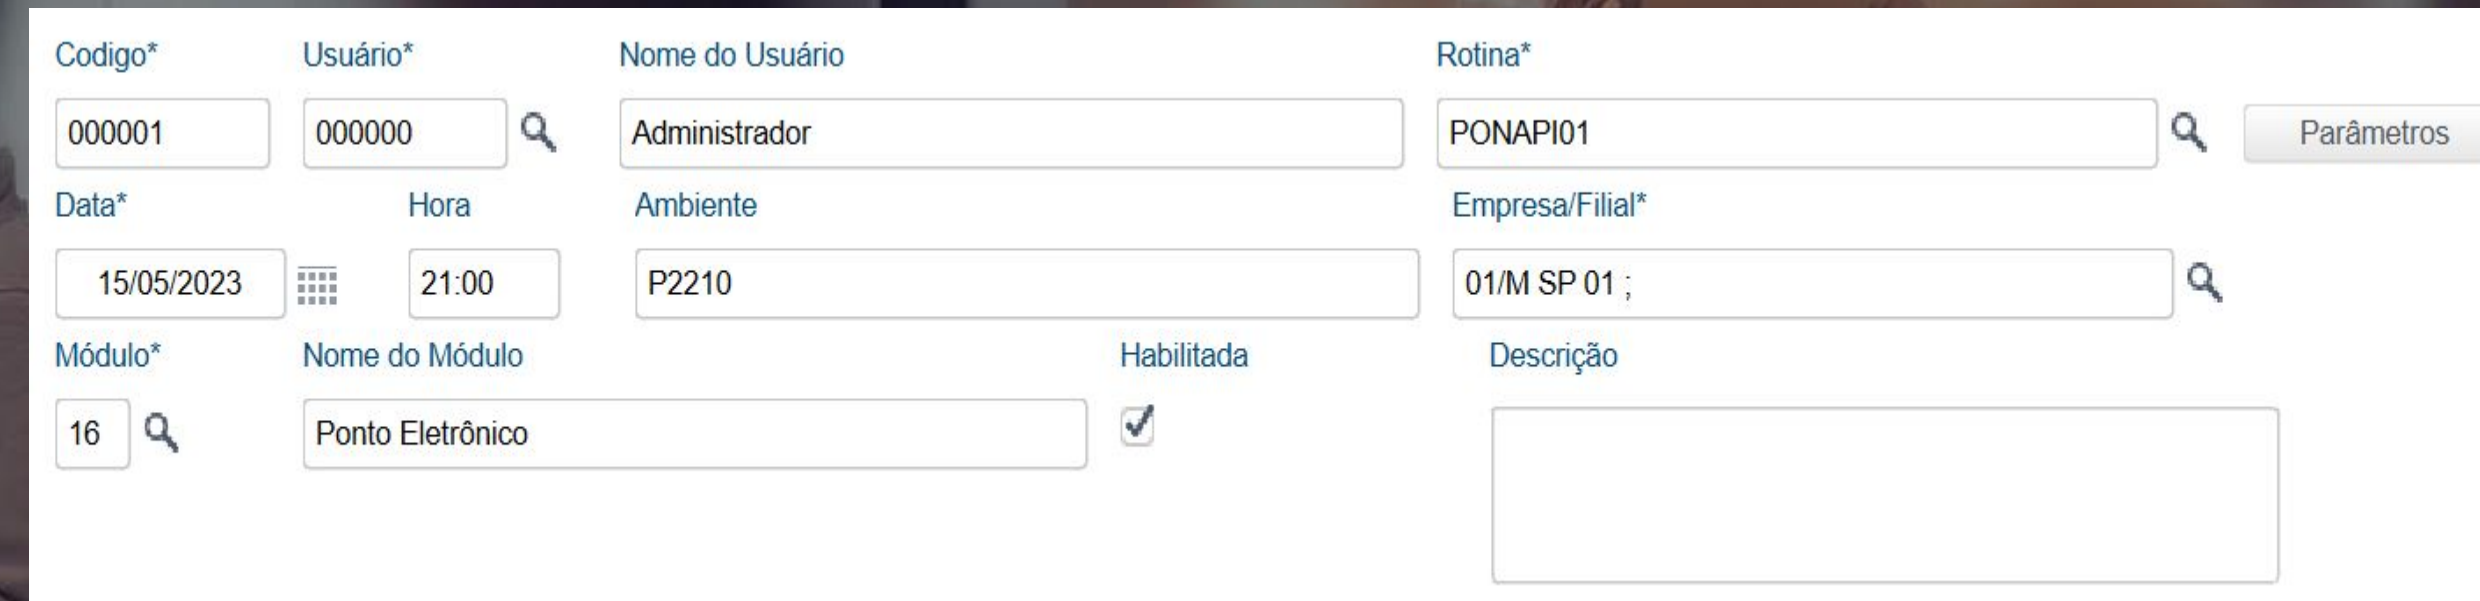 Codigo* Usuário* Nome do Usuário Rotina*
000001 000000 Administrador PONAPI01 Parâmetros
Data* Hora Ambiente Empresa/Filial*
15/05/2023 21:00 P2210 01/M SP 01 ;
Módulo* Nome do Módulo Habilitada Descrição
16 Ponto Eletrônico